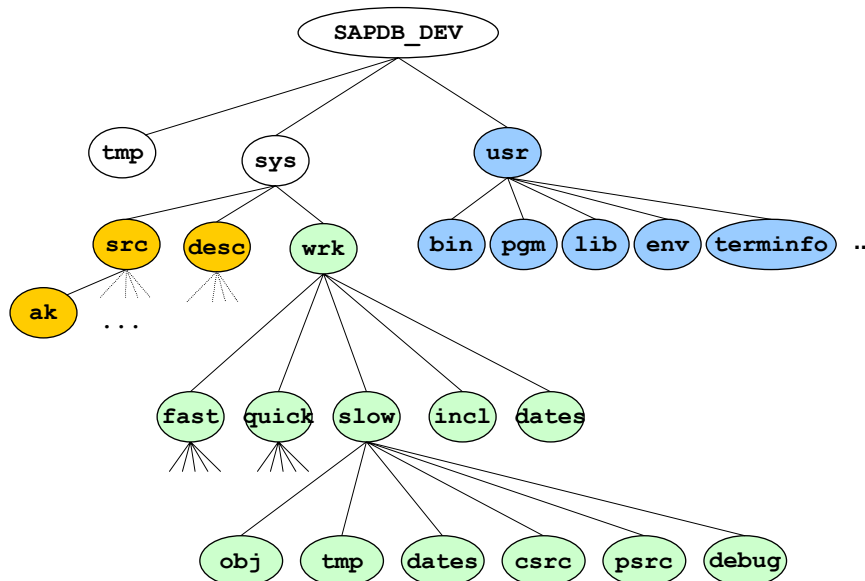 SAPDB_DEV
tmp sys usr
src desc wrk bin pgm lib env terminfo ...
ak ...
fast quick slow incl dates
obj tmp dates csrc psrc debug